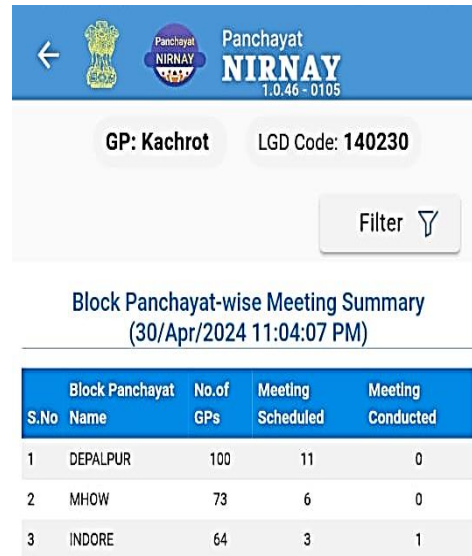 Panchayat
NIRNAY
Panchayat
NIRNAY
1.0.46 - 0105
GP: Kachrot LGD Code: 140230
Filter
Block Panchayat-wise Meeting Summary
(30/Apr/2024 11:04:07 PM)
S.No Block Panchayat Name No.of GPs Meeting Scheduled Meeting Conducted
1 DEPALPUR 100 11 0
2 MHOW 73 6 0
3 INDORE 64 3 1